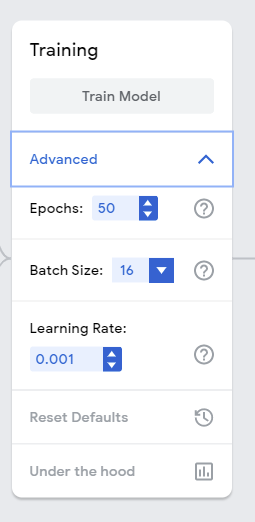 Training
Train Model
Advanced
Epochs: 50
Batch Size: 16
Learning Rate:
0.001
Reset Defaults
Under the hood